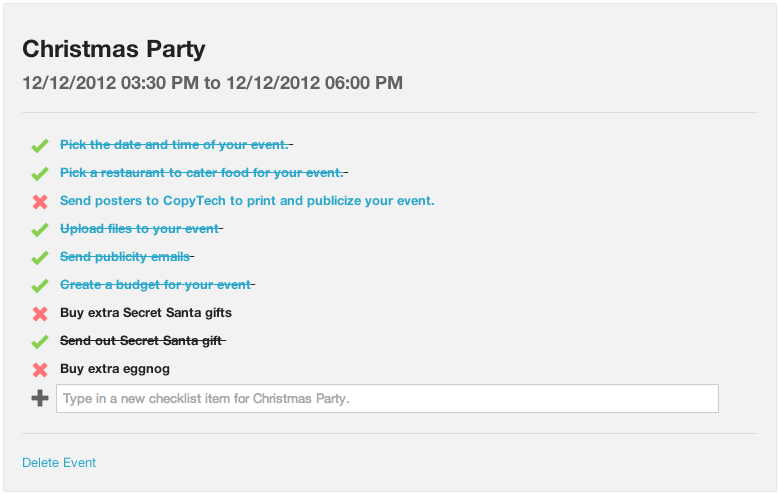 Christmas Party
12/12/2012 03:30 PM to 12/12/2012 06:00 PM
Pick the date and time of your event.
Pick a restaurant to cater food for your event.
Send posters to CopyTech to print and publicize your event.
Upload files to your event
Send publicity emails
Create a budget for your event
Buy extra Secret Santa gifts
Send out Secret Santa gift
Buy extra eggnog
Type in a new checklist item for Christmas Party.
Delete Event